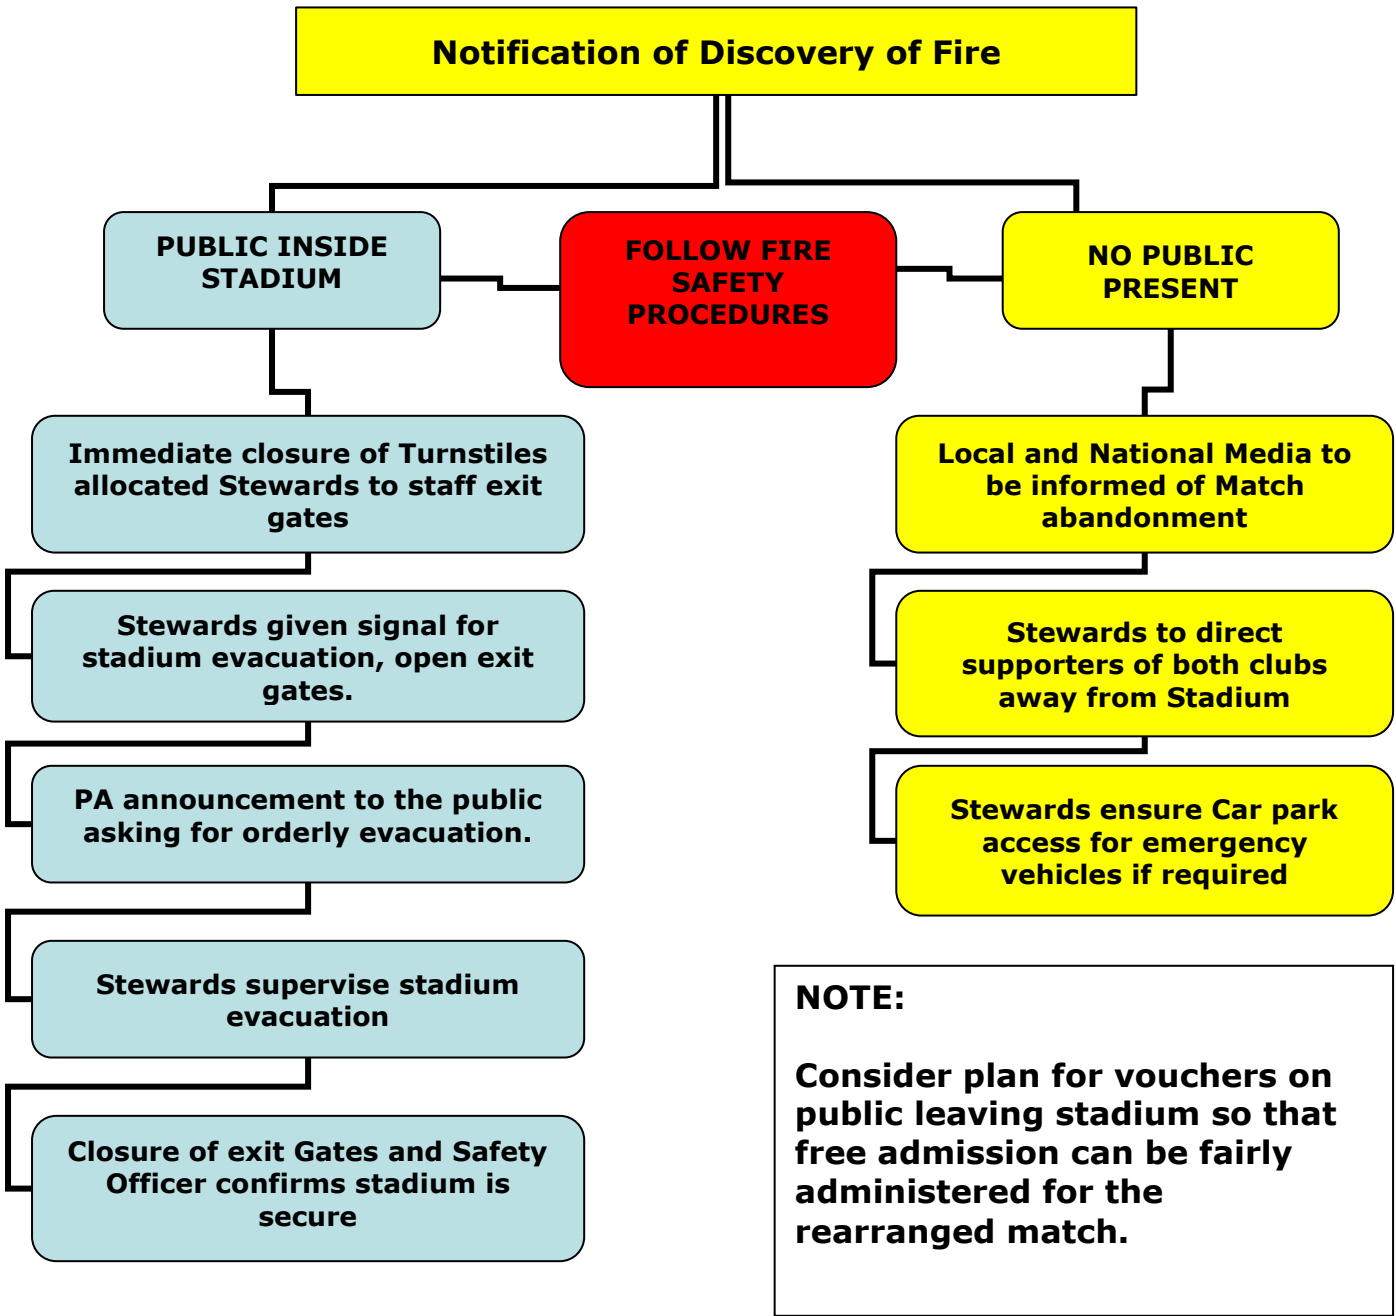 Notification of Discovery of Fire
PUBLIC INSIDE
STADIUM
FOLLOW FIRE
SAFETY
PROCEDURES
NO PUBLIC
PRESENT
Immediate closure of Turnstiles
allocated Stewards to staff exit
gates
Stewards given signal for
stadium evacuation, open exit
gates.
PA announcement to the public
asking for orderly evacuation.
Stewards supervise stadium
evacuation
Closure of exit Gates and Safety
Officer confirms stadium is
secure
Local and National Media to
be informed of Match
abandonment
Stewards to direct
supporters of both clubs
away from Stadium
Stewards ensure Car park
access for emergency
vehicles if required
NOTE:
Consider plan for vouchers on
public leaving stadium so that
free admission can be fairly
administered for the
rearranged match.